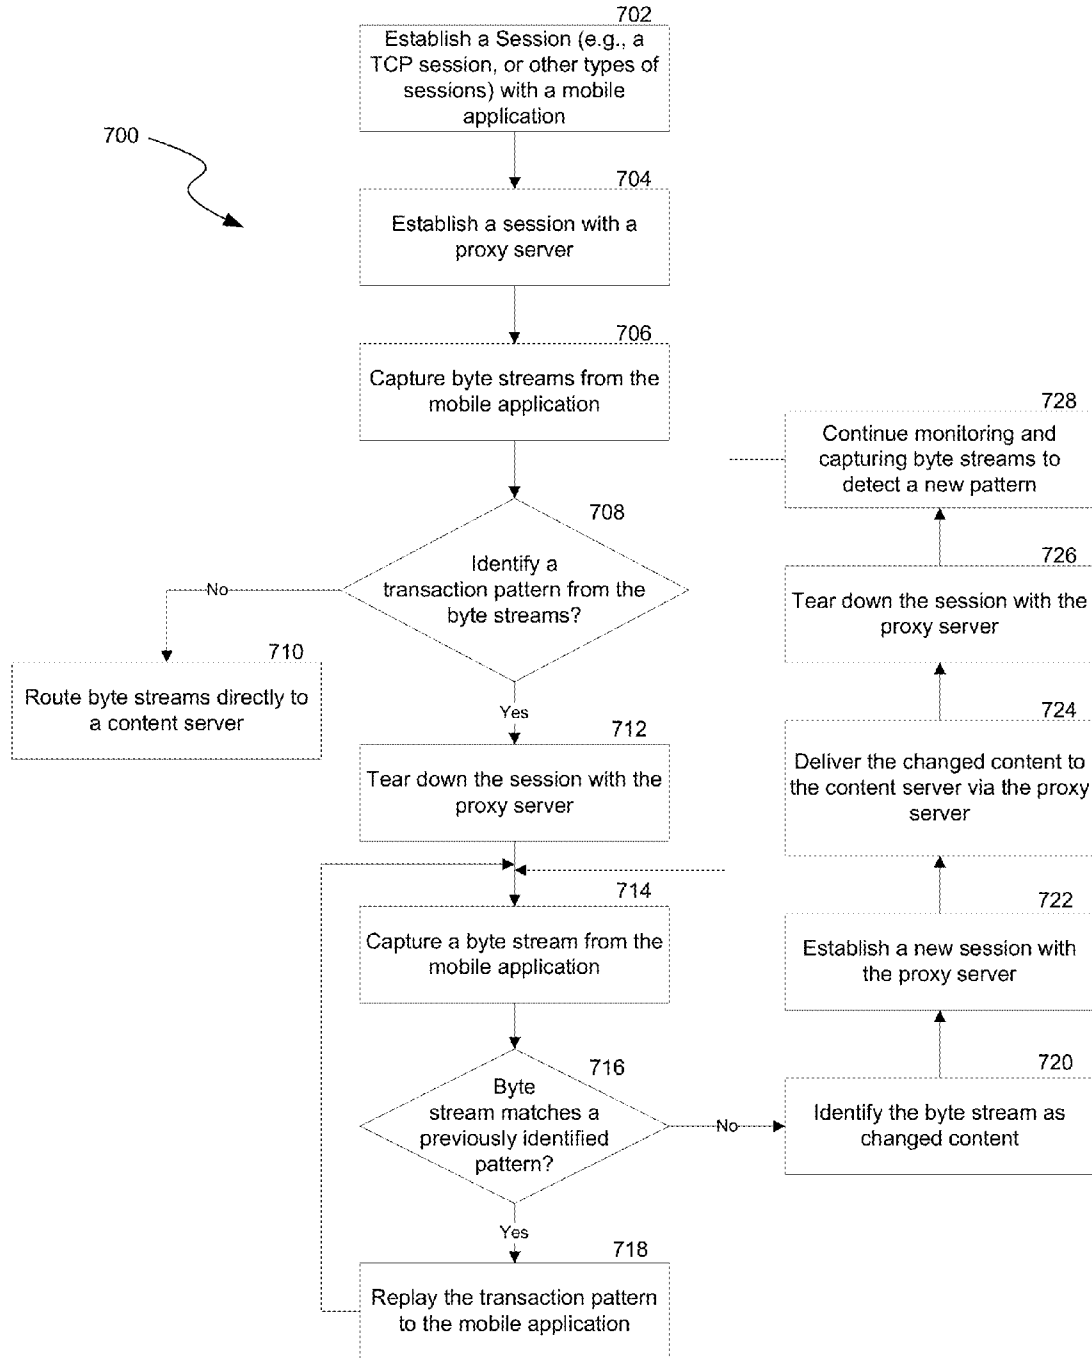 702
Establish a Session (e.g., a
TCP session, or other types of
sessions) with a mobile
application
700
704
Establish a session with a
proxy server
706
Capture byte streams from the
mobile application
708
Identify a
transaction pattern from the
byte streams?
No
710
Route byte streams directly to
a content server
Yes
712
Tear down the session with the
proxy server
714
Capture a byte stream from the
mobile application
716
Byte
stream matches a
previously identified
pattern?
No
Yes
718
Replay the transaction pattern
to the mobile application
720
Identify the byte stream as
changed content
722
Establish a new session with
the proxy server
724
Deliver the changed content to
the content server via the proxy
server
726
Tear down the session with the
proxy server
728
Continue monitoring and
capturing byte streams to
detect a new pattern